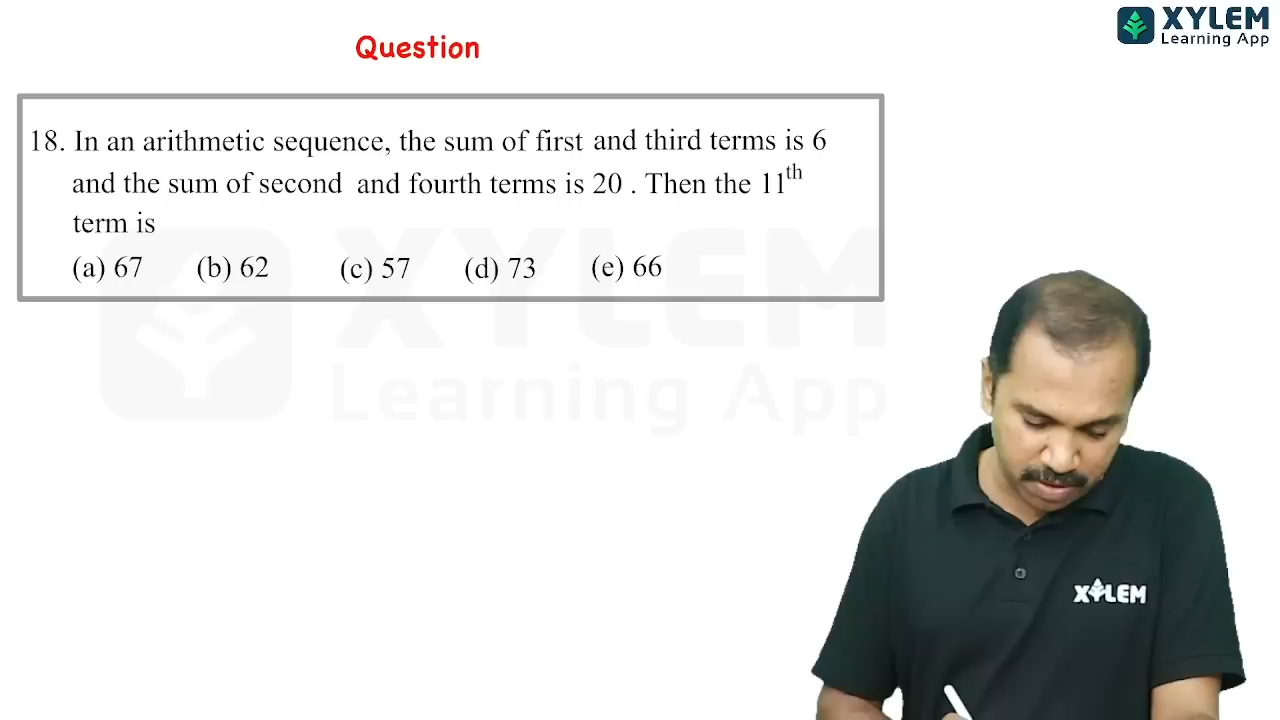 XYLEM
Learning App
Question
18. In an arithmetic sequence, the sum of first and third terms is 6
and the sum of second and fourth terms is 20 . Then the 11th
term is
(a) 67 (b) 62 (c) 57 (d) 73 (e) 66
XYLEM
Learning App
XYLEM